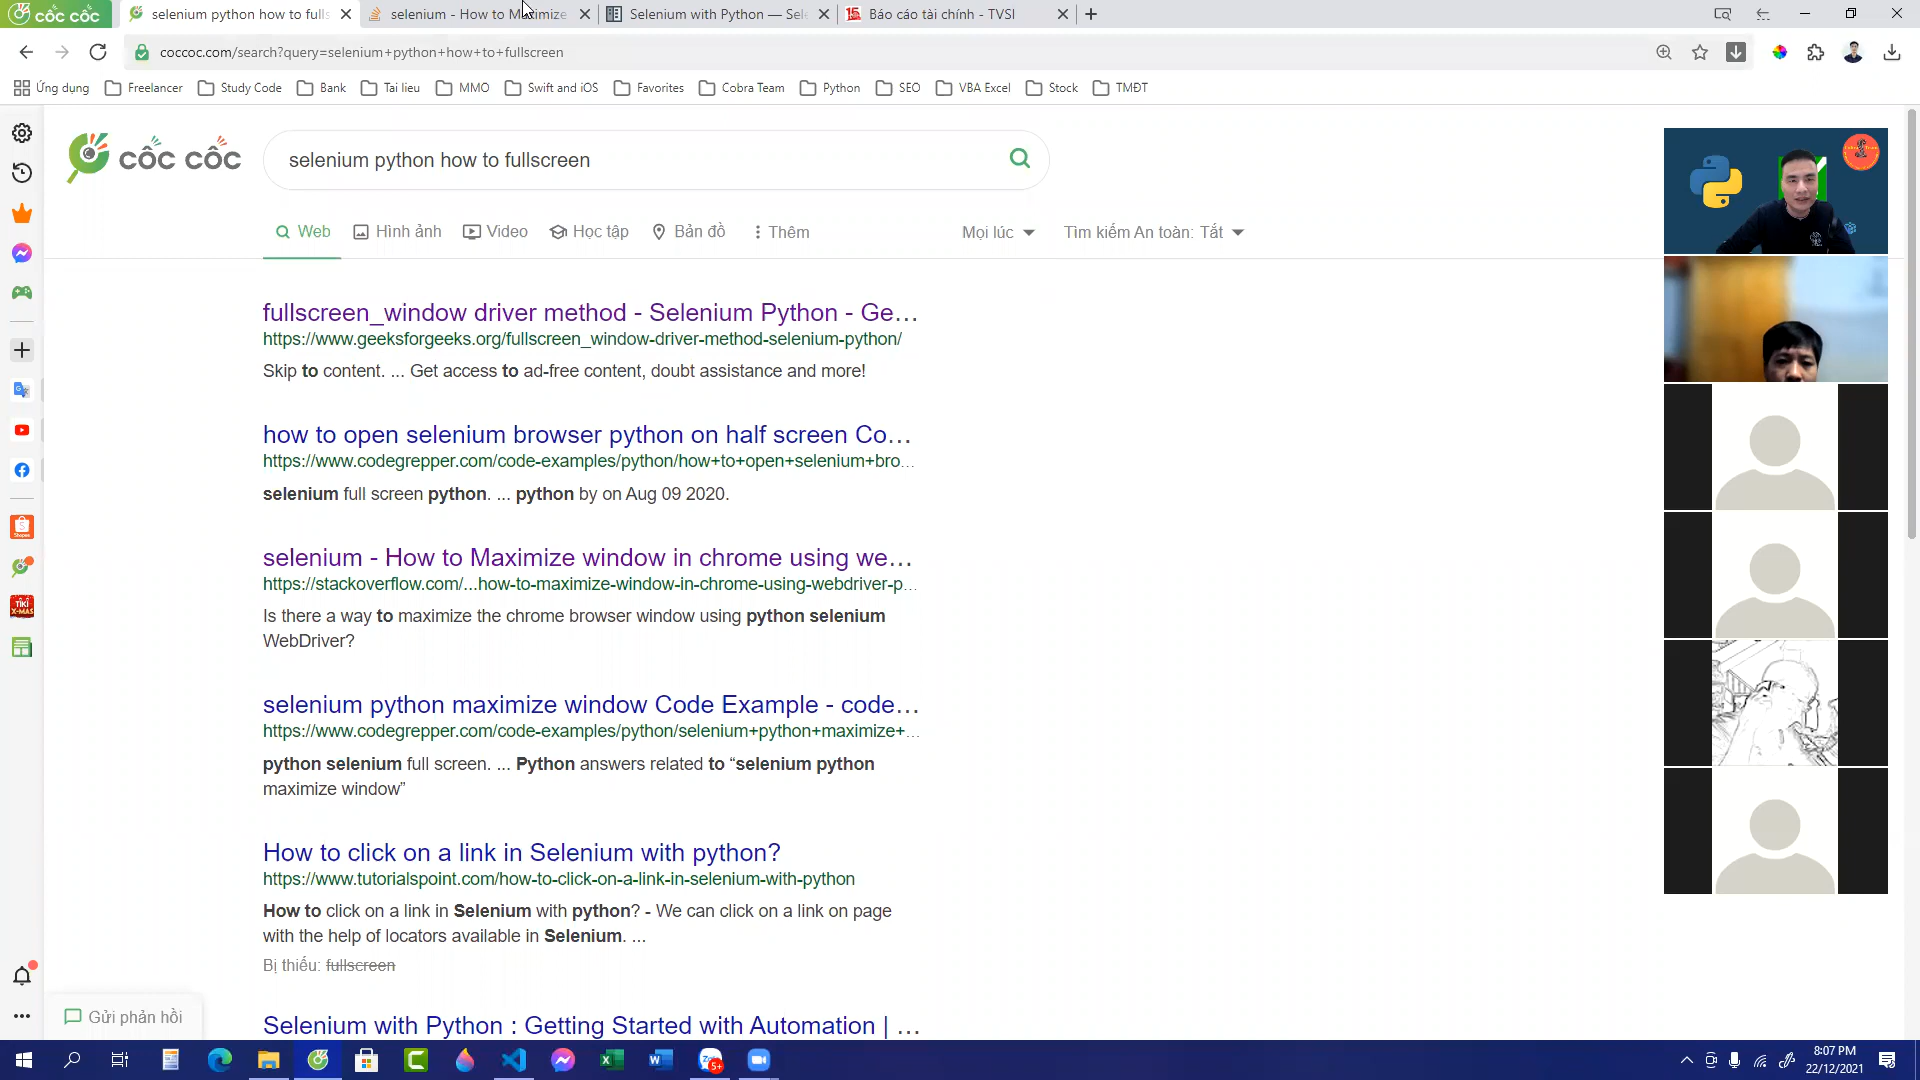 cốc cốc
selenium python how to fulls
selenium - How to Maximize
Selenium with Python — Sele
Báo cáo tài chính - TVSI
coccoc.com/search?query=selenium+python+how+to+fullscreen
Ứng dụng
Freelancer
Study Code
Bank
Tai lieu
MMO
Swift and iOS
Favorites
Cobra Team
Python
SEO
VBA Excel
Stock
TMĐT
cốc cốc
selenium python how to fullscreen
Web
Hình ảnh
Video
Học tập
Bản đồ
Thêm
Mọi lúc
Tìm kiếm An toàn: Tắt
fullscreen_window driver method - Selenium Python - Ge...
https://www.geeksforgeeks.org/fullscreen_window-driver-method-selenium-python/
Skip to content. ... Get access to ad-free content, doubt assistance and more!
how to open selenium browser python on half screen Co...
https://www.codegrepper.com/code-examples/python/how+to+open+selenium+bro...
selenium full screen python. ... python by on Aug 09 2020.
selenium - How to Maximize window in chrome using we...
https://stackoverflow.com/...how-to-maximize-window-in-chrome-using-webdriver-p...
Is there a way to maximize the chrome browser window using python selenium
WebDriver?
selenium python maximize window Code Example - code...
https://www.codegrepper.com/code-examples/python/selenium+python+maximize+...
python selenium full screen. ... Python answers related to “selenium python
maximize window”
How to click on a link in Selenium with python?
https://www.tutorialspoint.com/how-to-click-on-a-link-in-selenium-with-python
How to click on a link in Selenium with python? - We can click on a link on page
with the help of locators available in Selenium. ...
Bị thiếu: fullscreen
Selenium with Python : Getting Started with Automation | ...
Gửi phản hồi
8:07 PM
22/12/2021